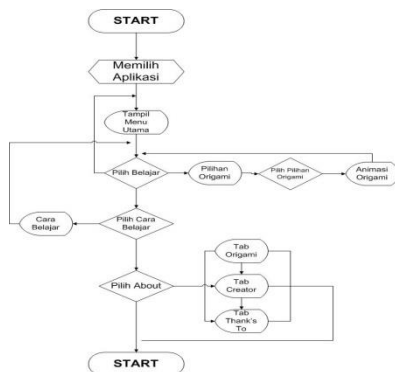 START
Memilih
Aplikasi
Tampil
Menu
Utama
Pilih Belajar
Pilihan
Origami
Pilih Pilihan
Origami
Animasi
Origami
Cara
Belajar
Pilih Cara
Belajar
Pilih About
Tab
Origami
Tab
Creator
Tab
Thank's
To
START